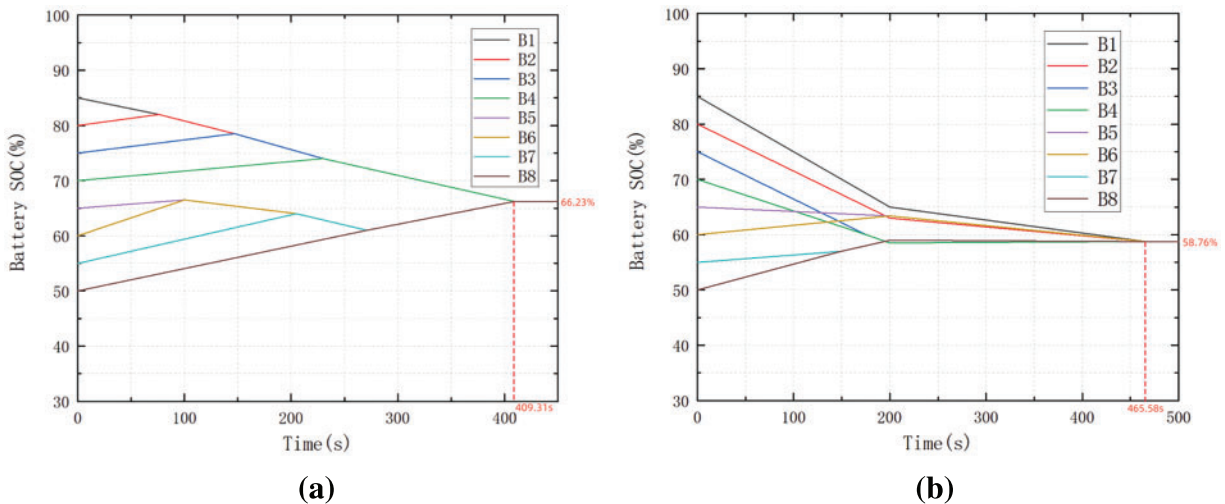 100
90
80
70
60
50
40
30
Battery SOC(%)
0
100
200
300
400
Time(s)
B1
B2
B3
B4
B5
B6
B7
B8
66.23%
409.31s
(a)
100
90
80
70
60
50
40
30
Battery SOC(%)
0
100
200
300
400
500
Time(s)
B1
B2
B3
B4
B5
B6
B7
B8
58.76%
465.58s
(b)